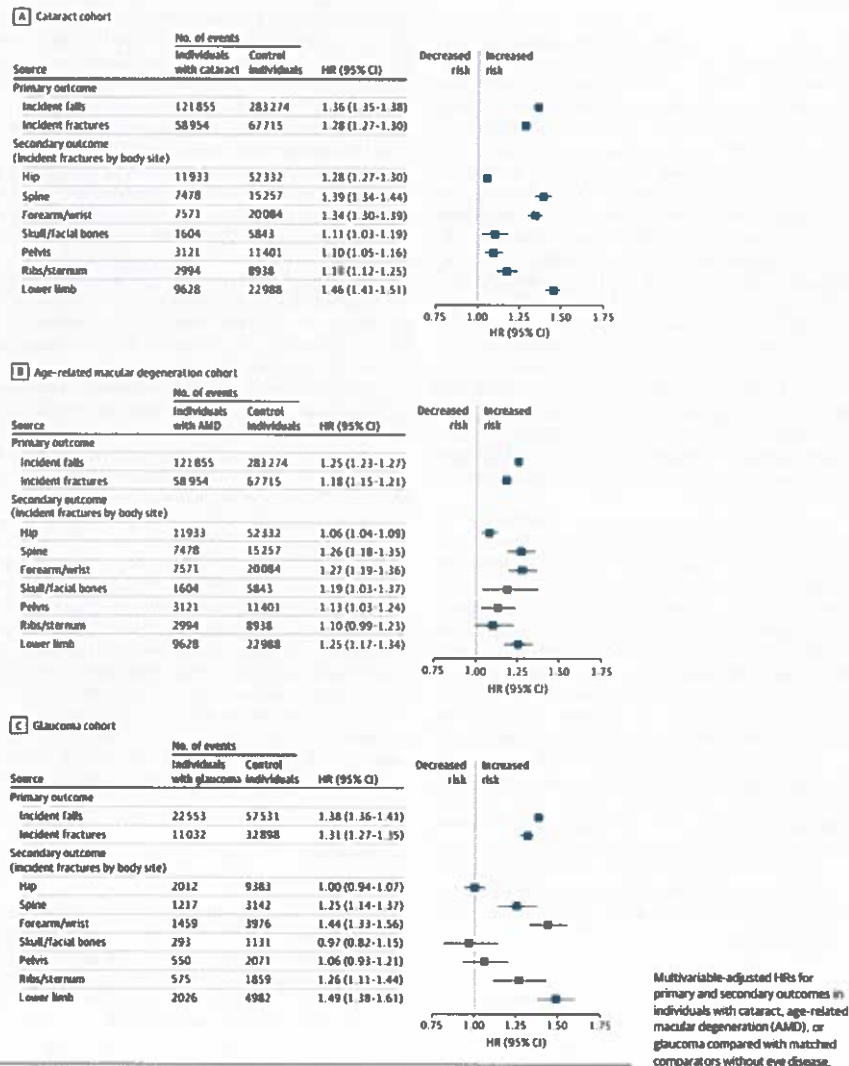 A Cataract cohort
No. of events
Individuals Control Decreased Increased
Source with cataract individuals HR (95% CI) risk risk
Primary outcome
Incident falls 121855 283274 1.36 (1.35-1.38)
Incident fractures 58954 67715 1.28 (1.27-1.30)
Secondary outcome
(incident fractures by body site)
Hip 11933 52332 1.28 (1.27-1.30)
Spine 7478 15257 1.39 (1.34-1.44)
Forearm/wrist 7571 20084 1.34 (1.30-1.39)
Skull/facial bones 1604 5843 1.11 (1.03-1.19)
Pelvis 3121 11401 1.10 (1.05-1.16)
Ribs/sternum 2994 8938 (1.12-1.25)
Lower limb 9628 22988 1.46 (1.41-1.51)
0.75 1.00 1.25 1.50 1.75
HR (95% CI)
B Age-related macular degeneration cohort
No. of events
Individuals Control Decreased Increased
Source with AMD individuals HR (95% CI) risk risk
Primary outcome
Incident falls 121855 283274 1.25 (1.23-1.27)
Incident fractures 58954 67715 1.18 (1.15-1.21)
Secondary outcome
(incident fractures by body site)
Hip 11933 52332 1.06 (1.04-1.09)
Spine 7478 15257 1.26 (1.18-1.35)
Forearm/wrist 7571 20084 1.27 (1.19-1.36)
Skull/facial bones 1604 5843 1.19 (1.03-1.37)
Pelvis 3121 11401 1.13 (1.03-1.24)
Ribs/sternum 2994 8938 1.10 (0.99-1.23)
Lower limb 9628 22988 1.25 (1.17-1.34)
0.75 1.00 1.25 1.50 1.75
HR (95% CI)
C Glaucoma cohort
No. of events
Individuals Control Decreased Increased
Source with glaucoma individuals HR (95% CI) risk risk
Primary outcome
Incident falls 22553 57531 1.38 (1.36-1.41)
Incident fractures 11032 32898 1.31 (1.27-1.35)
Secondary outcome
(incident fractures by body site)
Hip 2012 9383 1.00 (0.94-1.07)
Spine 1217 3142 1.25 (1.14-1.37)
Forearm/wrist 1459 3976 1.44 (1.33-1.56)
Skull/facial bones 293 1131 0.97 (0.82-1.15)
Pelvis 550 2071 1.06 (0.93-1.21)
Ribs/sternum 575 1859 1.26 (1.11-1.44)
Lower limb 2026 4982 1.49 (1.38-1.61)
0.75 1.00 1.25 1.50 1.75
HR (95% CI)
Multivariable-adjusted HRs for
primary and secondary outcomes in
individuals with cataract, age-related
macular degeneration (AMD), or
glaucoma compared with matched
comparators without eye disease.